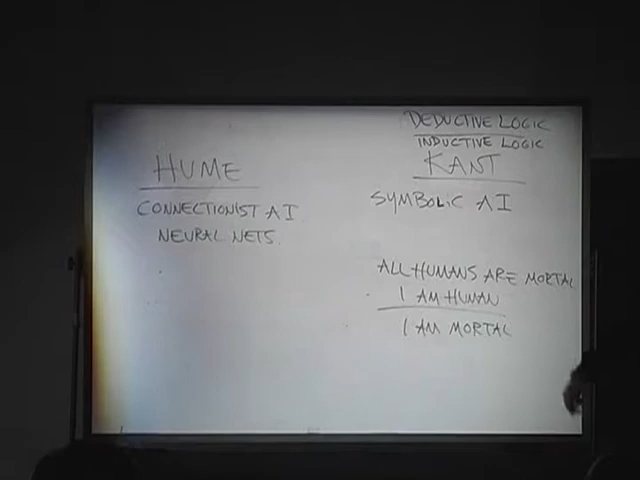 HUME
CONNECTIONIST AI
NEURAL NETS
DEDUCTIVE LOGIC
INDUCTIVE LOGIC
KANT
SYMBOLIC AI
ALL HUMANS ARE MORTAL
I AM HUMAN
I AM MORTAL